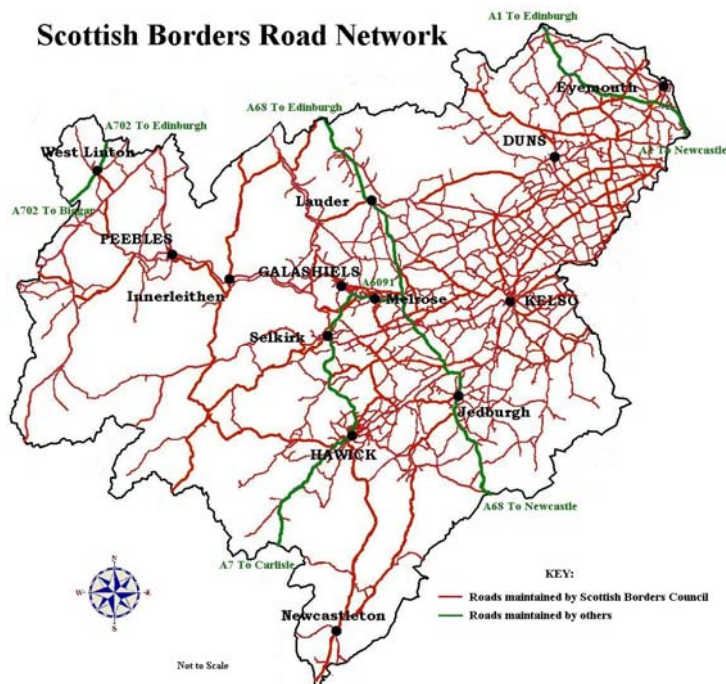 Scottish Borders Road Network
A1 To Edinburgh
Eyemouth
A68 To Edinburgh
A702 To Edinburgh
DUNS
A1 To Newcastle
West Linton
Lauder
A702 To Biggar
PEEBLES
GALASHIELS
A6091
Innerleithen
Melrose
KELSO
Selkirk
Jedburgh
HAWICK
A68 To Newcastle
A7 To Carlisle
N
W
E
S
KEY:
Roads maintained by Scottish Borders Council
Roads maintained by others
Newcastleton
Not to Scale